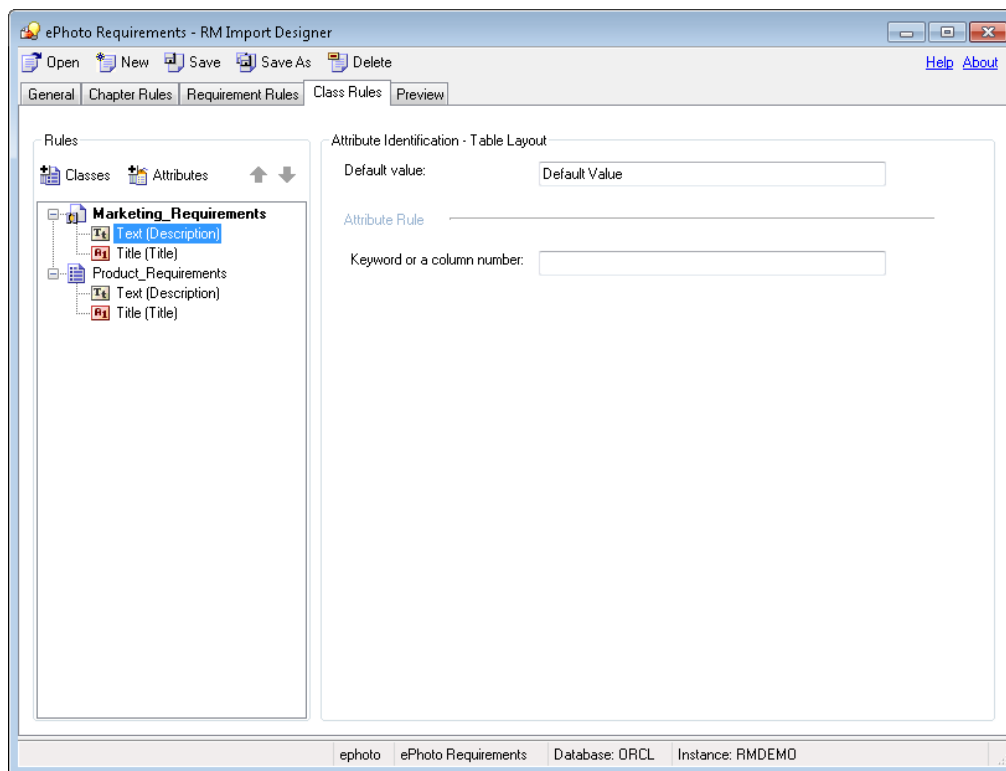 ePhoto Requirements - RM Import Designer
Open New Save Save As Delete Help About
General Chapter Rules Requirement Rules Class Rules Preview
Rules
Attribute Identification - Table Layout
Classes Attributes
Default value: Default Value
Marketing_Requirements
Text (Description)
Attribute Rule
Title (Title)
Keyword or a column number:
Product_Requirements
Text (Description)
Title (Title)
ephoto ePhoto Requirements Database: ORCL Instance: RMDEMO